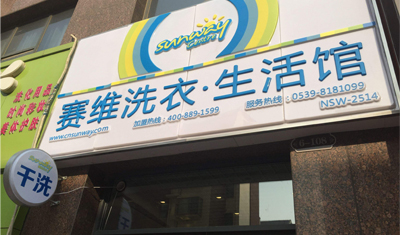 sunway
赛维洗衣·生活馆
www.cnsunway.com
加盟热线：400-889-1599
服务热线：0539-8181099
NSW-2514
sunway
干洗